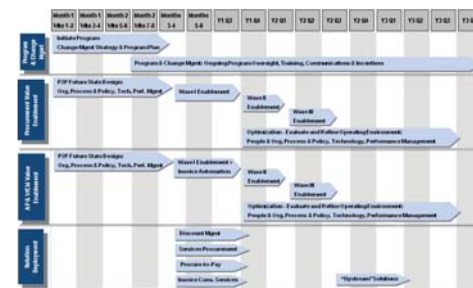 Month 1 Month 1 Month 2 Month 2 Months Months Y1 Q3 Y1 Q4 Y2 Q1 Y2 Q2 Y2 Q3 Y2 Q4 Y3 Q1 Y3 Q2 Y3 Q3
Wks 1-2 Wks 3-4 Wks 5-6 Wks 7-8 3-4 5-6
Program & Change Mgmt
Initiate Program
Change Mgmt Strategy & Program Plan
Program & Change Mgmt: Ongoing Program Oversight, Training, Communications & Incentives
Procurement Value Enablement
P2P Future State Design:
Org, Process & Policy, Tech, Perf. Mgmt
Wave I Enablement
Wave II
Enablement
Wave III
Enablement
Optimization - Evaluate and Refine Operating Environment:
People & Org, Process & Policy, Technology, Performance Management
Value Enablement
P2P Future State Design:
Org, Process & Policy, Tech, Perf. Mgmt
Wave I Enablement +
Invoice Automation
Wave II
Enablement
Wave III
Enablement
Optimization - Evaluate and Refine Operating Environment:
People & Org, Process & Policy, Technology, Performance Management
Solution Deployment
Discount Mgmt
Services Procurement
Procure-to-Pay
Invoice Conv. Services
"Upstream" Solutions